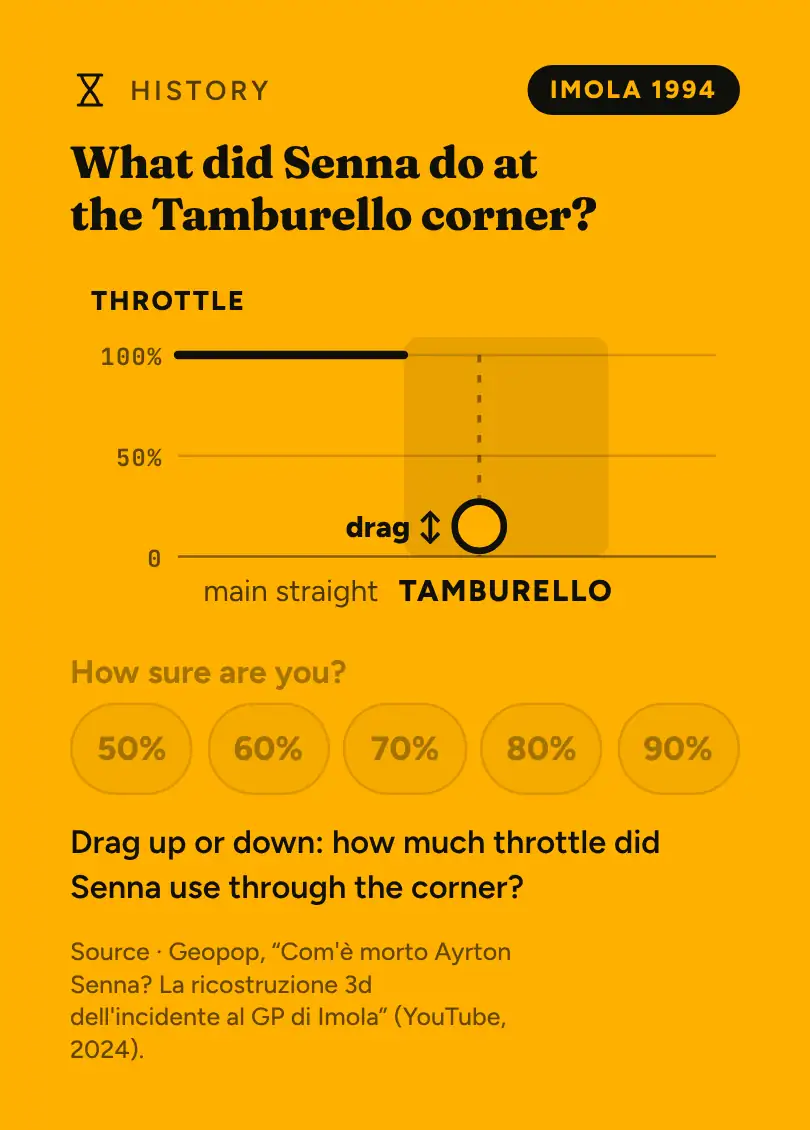 HISTORY
IMOLA 1994
What did Senna do at
the Tamburello corner?
THROTTLE
100%
50%
drag
0
main straight TAMBURELLO
How sure are you?
50% 60% 70% 80% 90%
Drag up or down: how much throttle did
Senna use through the corner?
Source · Geopop, “Com'è morto Ayrton
Senna? La ricostruzione 3d
dell'incidente al GP di Imola” (YouTube,
2024).